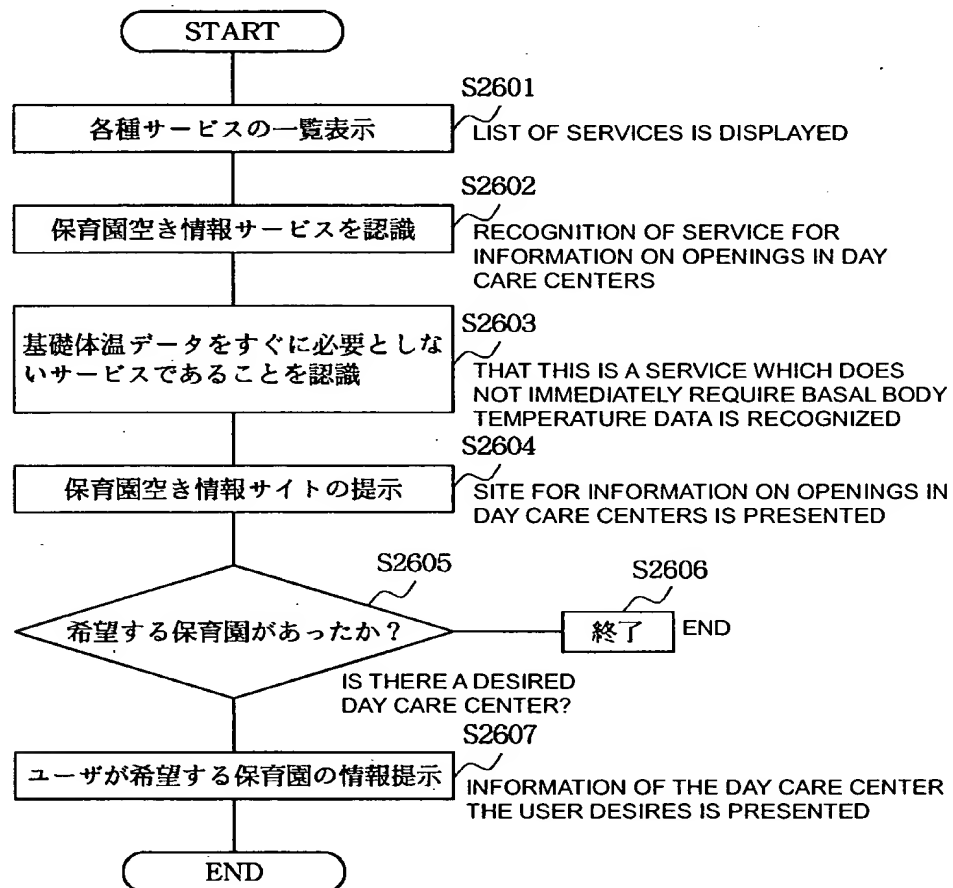 START
S2601
各種サービスの一覧表示
LIST OF SERVICES IS DISPLAYED
S2602
保育園空き情報サービスを認識
RECOGNITION OF SERVICE FOR
INFORMATION ON OPENINGS IN DAY
CARE CENTERS
S2603
基礎体温データをすぐに必要としな
いサービスであることを認識
THAT THIS IS A SERVICE WHICH DOES
NOT IMMEDIATELY REQUIRE BASAL BODY
TEMPERATURE DATA IS RECOGNIZED
S2604
保育園空き情報サイトの提示
SITE FOR INFORMATION ON OPENINGS IN
DAY CARE CENTERS IS PRESENTED
S2605
希望する保育園があったか?
IS THERE A DESIRED
DAY CARE CENTER?
S2606
終了
END
S2607
ユーザが希望する保育園の情報提示
INFORMATION OF THE DAY CARE CENTER
THE USER DESIRES IS PRESENTED
END